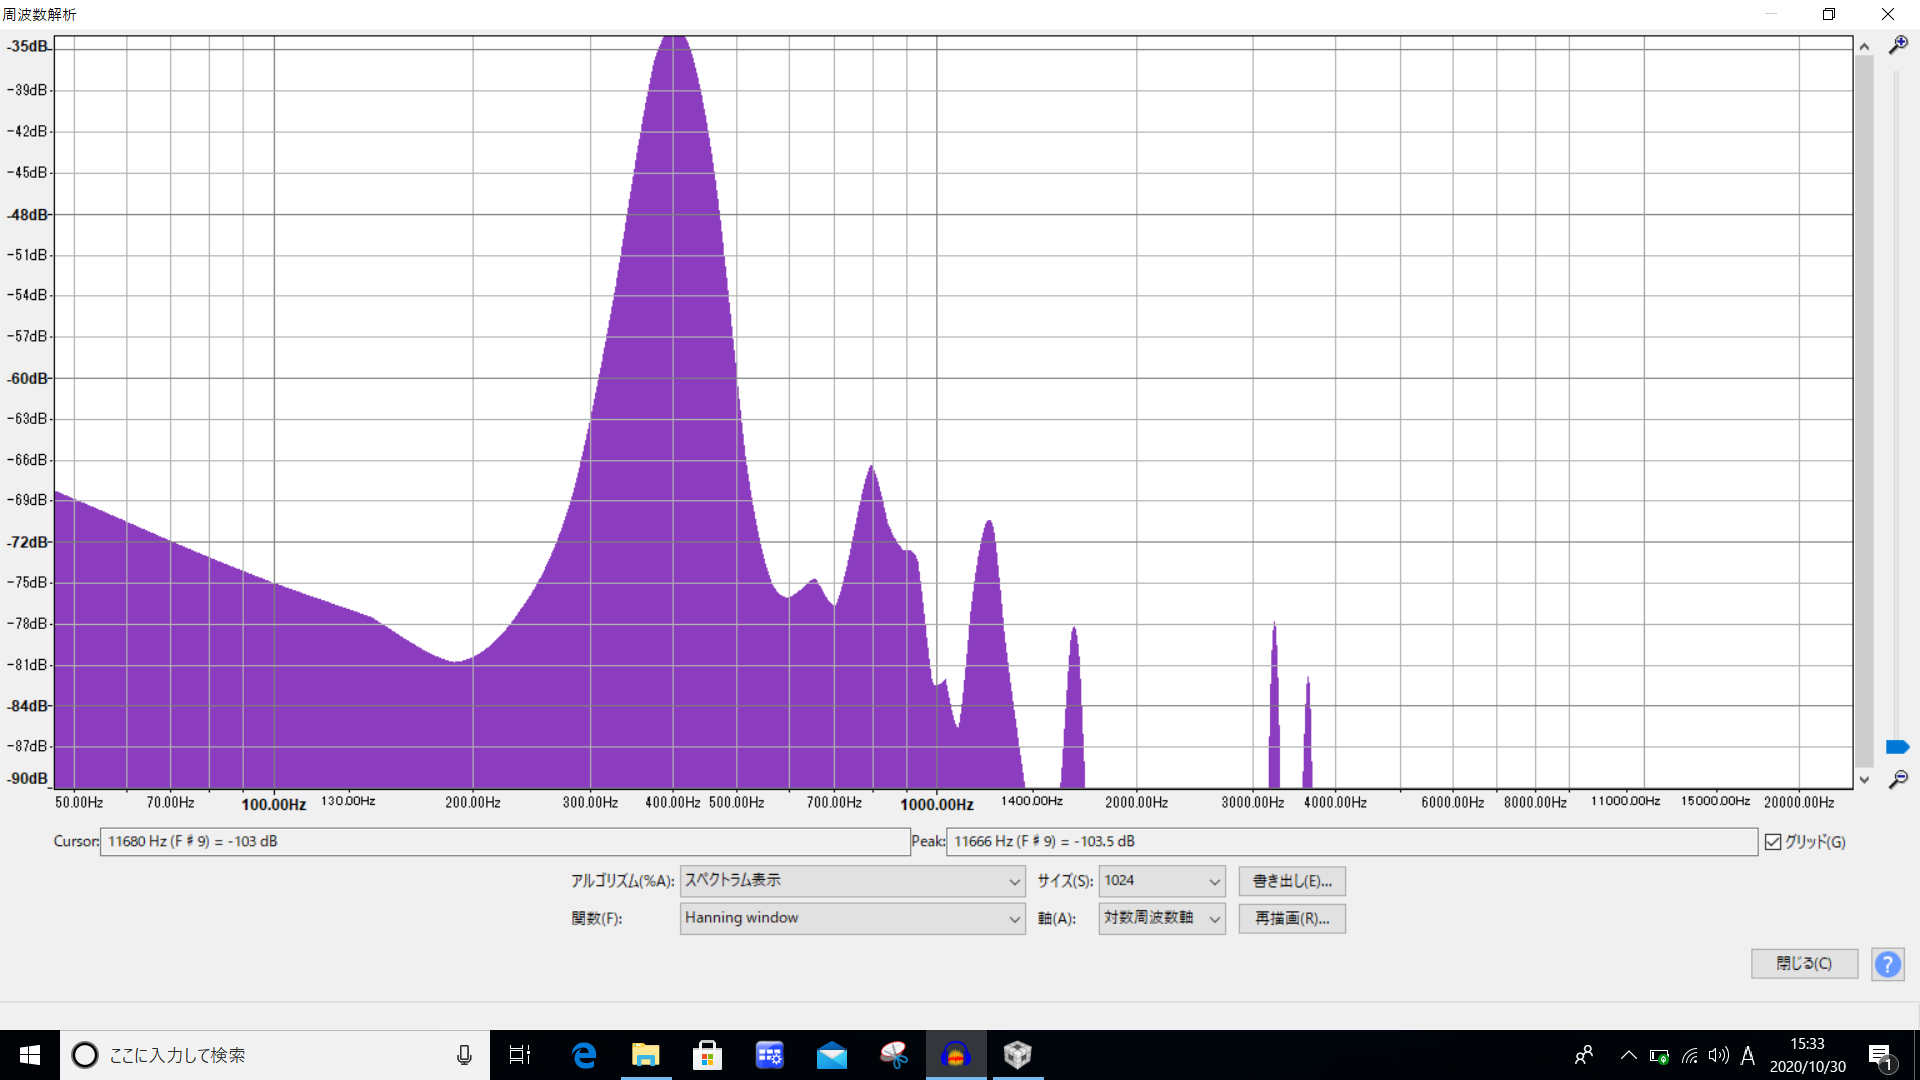 周波数解析
-35dB
-39dB
-42dB
-45dB
-48dB
-51dB
-54dB
-57dB
-60dB
-63dB
-66dB
-69dB
-72dB
-75dB
-78dB
-81dB
-84dB
-87dB
-90dB
50.00Hz 70.00Hz 100.00Hz 130.00Hz 200.00Hz 300.00Hz 400.00Hz 500.00Hz 700.00Hz 1000.00Hz 1400.00Hz 2000.00Hz 3000.00Hz 4000.00Hz 6000.00Hz 8000.00Hz 11000.00Hz 15000.00Hz 20000.00Hz
Cursor: 11680 Hz (F♯9) = -103 dB Peak: 11666 Hz (F♯9) = -103.5 dB グリッド(G)
アルゴリズム(%A): スペクトラム表示 サイズ(S): 1024 書き出し(E)...
関数(F): Hanning window 軸(A): 対数周波数軸 再描画(R)...
閉じる(C) ?
ここに入力して検索
A 15:33
2020/10/30
1